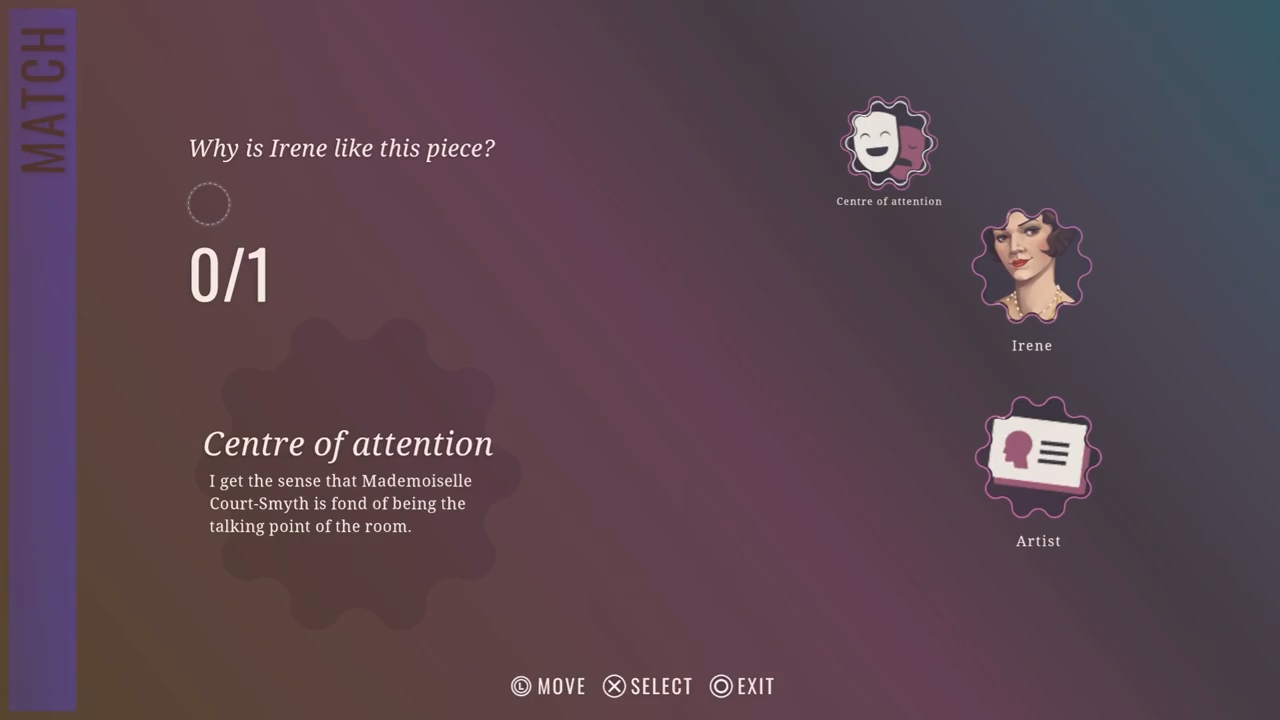 MATCH
Why is Irene like this piece?
0/1
Centre of attention
I get the sense that Mademoiselle
Court-Smyth is fond of being the
talking point of the room.
Centre of attention
Irene
Artist
L MOVE SELECT EXIT